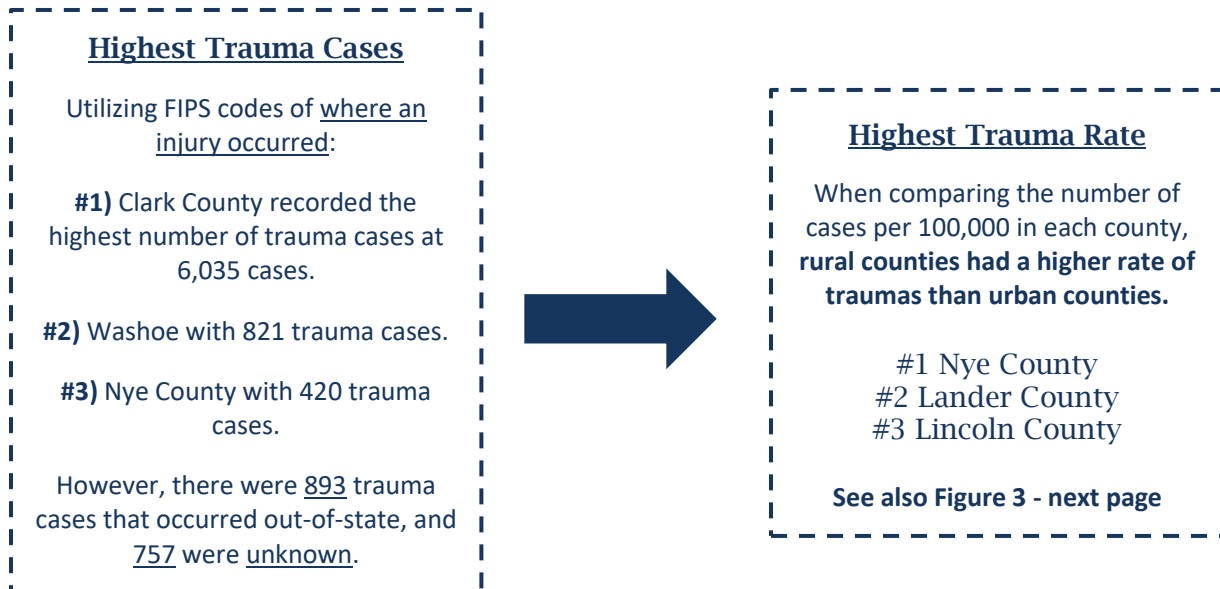 Highest Trauma Cases
Utilizing FIPS codes of where an
injury occurred:
#1) Clark County recorded the
highest number of trauma cases at
6,035 cases.
#2) Washoe with 821 trauma cases.
#3) Nye County with 420 trauma
cases.
However, there were 893 trauma
cases that occurred out-of-state, and
757 were unknown.
Highest Trauma Rate
When comparing the number of
cases per 100,000 in each county,
rural counties had a higher rate of
traumas than urban counties.
#1 Nye County
#2 Lander County
#3 Lincoln County
See also Figure 3 - next page